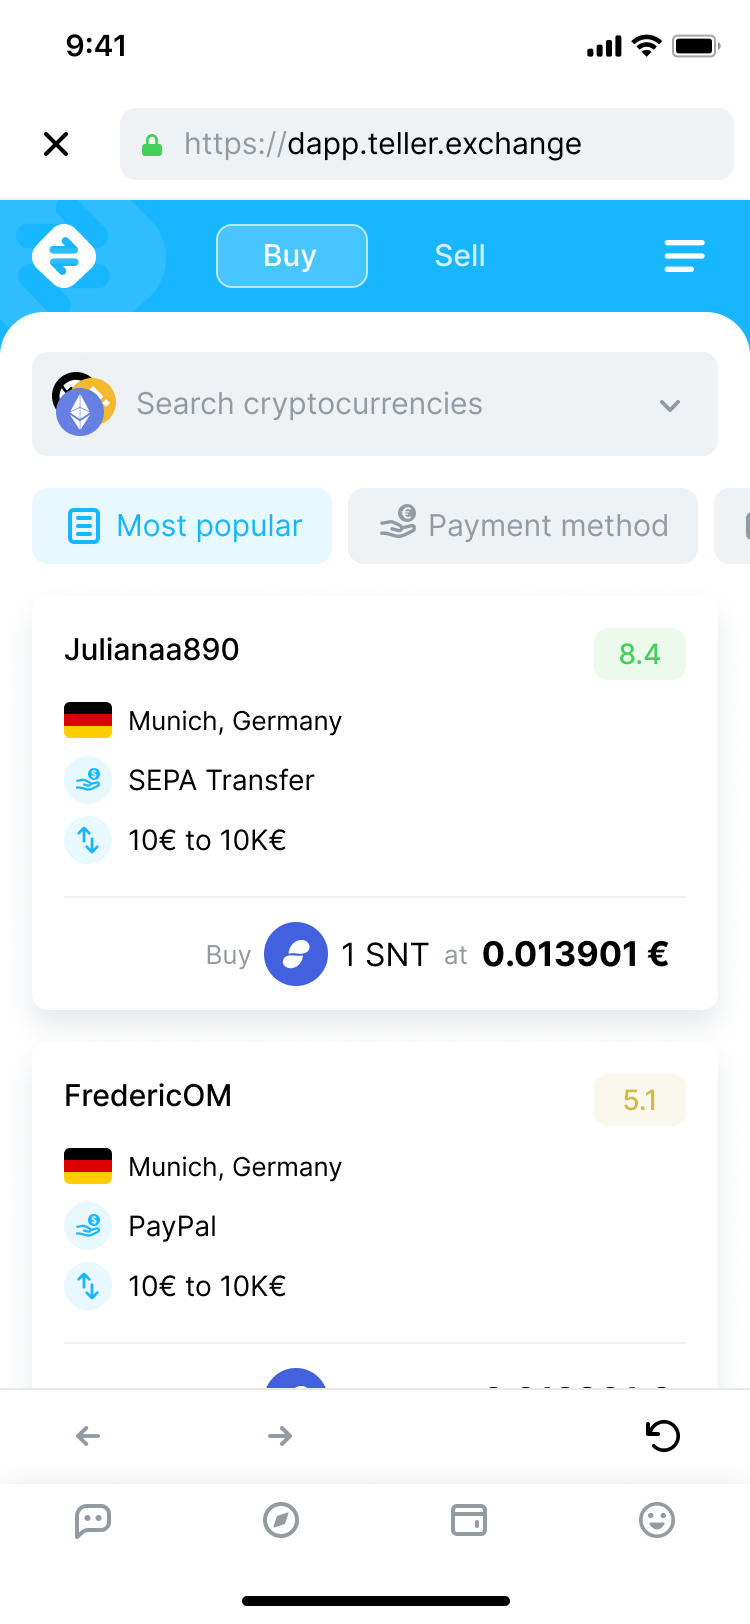 9:41
https://dapp.teller.exchange
Buy Sell
Search cryptocurrencies
Most popular Payment method
Julianaa890 8.4
Munich, Germany
SEPA Transfer
10€ to 10K€
Buy 1 SNT at 0.013901 €
FredericOM 5.1
Munich, Germany
PayPal
10€ to 10K€